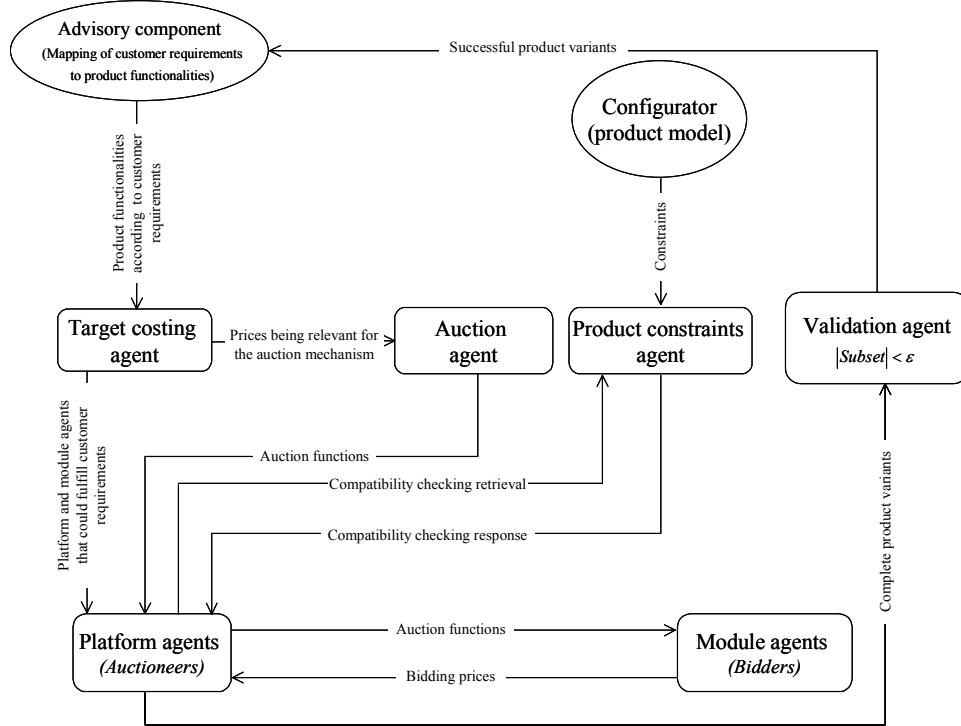 Advisory component
(Mapping of customer requirements
to product functionalities)
Successful product variants
Configurator
(product model)
Product functionalities
according to customer
requirements
Constraints
Target costing
agent
Prices being relevant for
the auction mechanism
Auction
agent
Product constraints
agent
Validation agent
|Subset| < ε
Platform and module agents
that could fulfill customer
requirements
Auction functions
Compatibility checking retrieval
Compatibility checking response
Complete product variants
Platform agents
(Auctioneers)
Auction functions
Bidding prices
Module agents
(Bidders)